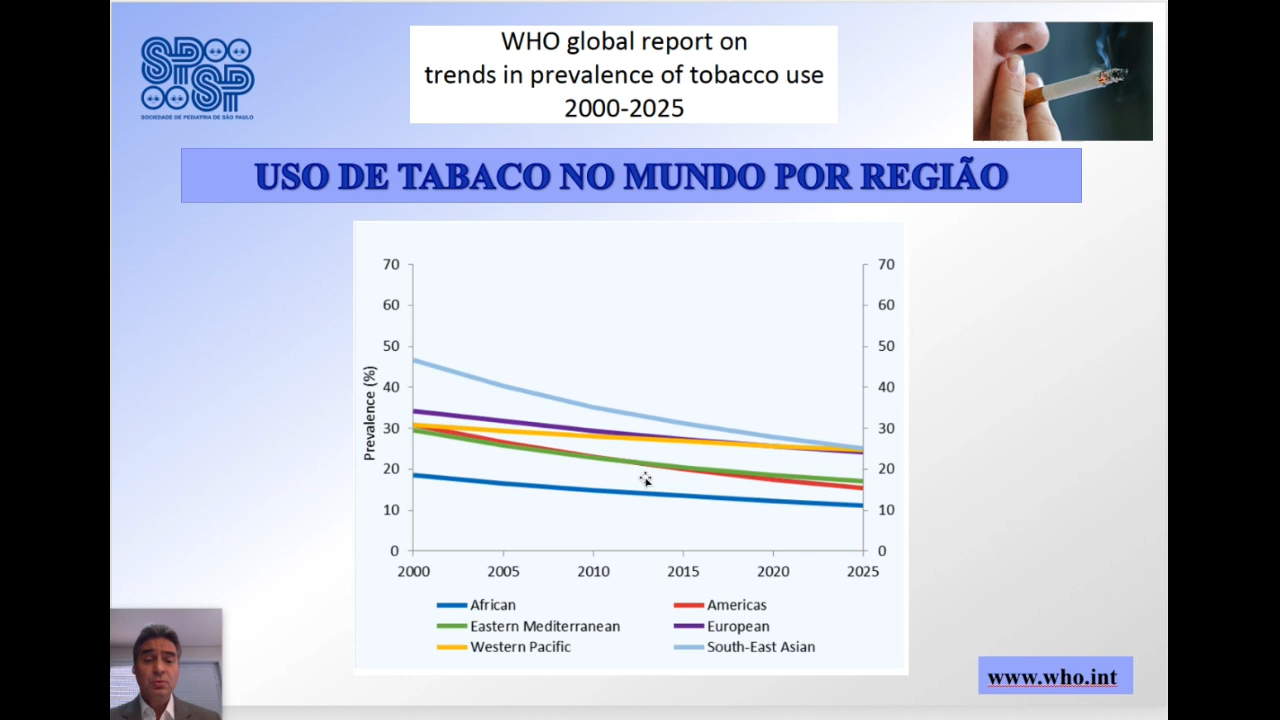 SPSP
SOCIEDADE DE PEDIATRIA DE SÃO PAULO
WHO global report on
trends in prevalence of tobacco use
2000-2025
USO DE TABACO NO MUNDO POR REGIÃO
Prevalence (%)
70 70
60 60
50 50
40 40
30 30
20 20
10 10
0 0
2000 2005 2010 2015 2020 2025
African Americas
Eastern Mediterranean European
Western Pacific South-East Asian
www.who.int